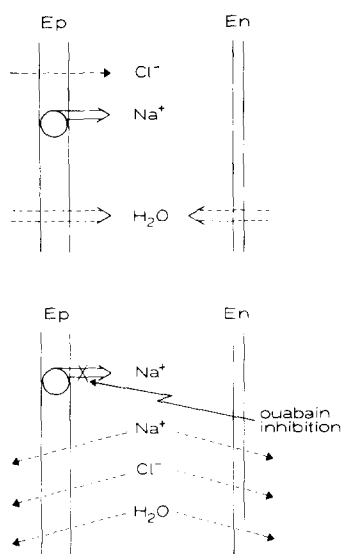 Ep En
Cl⁻
Na⁺
H₂O
Ep En
Na⁺
ouabain
inhibition
Na⁺
Cl⁻
H₂O